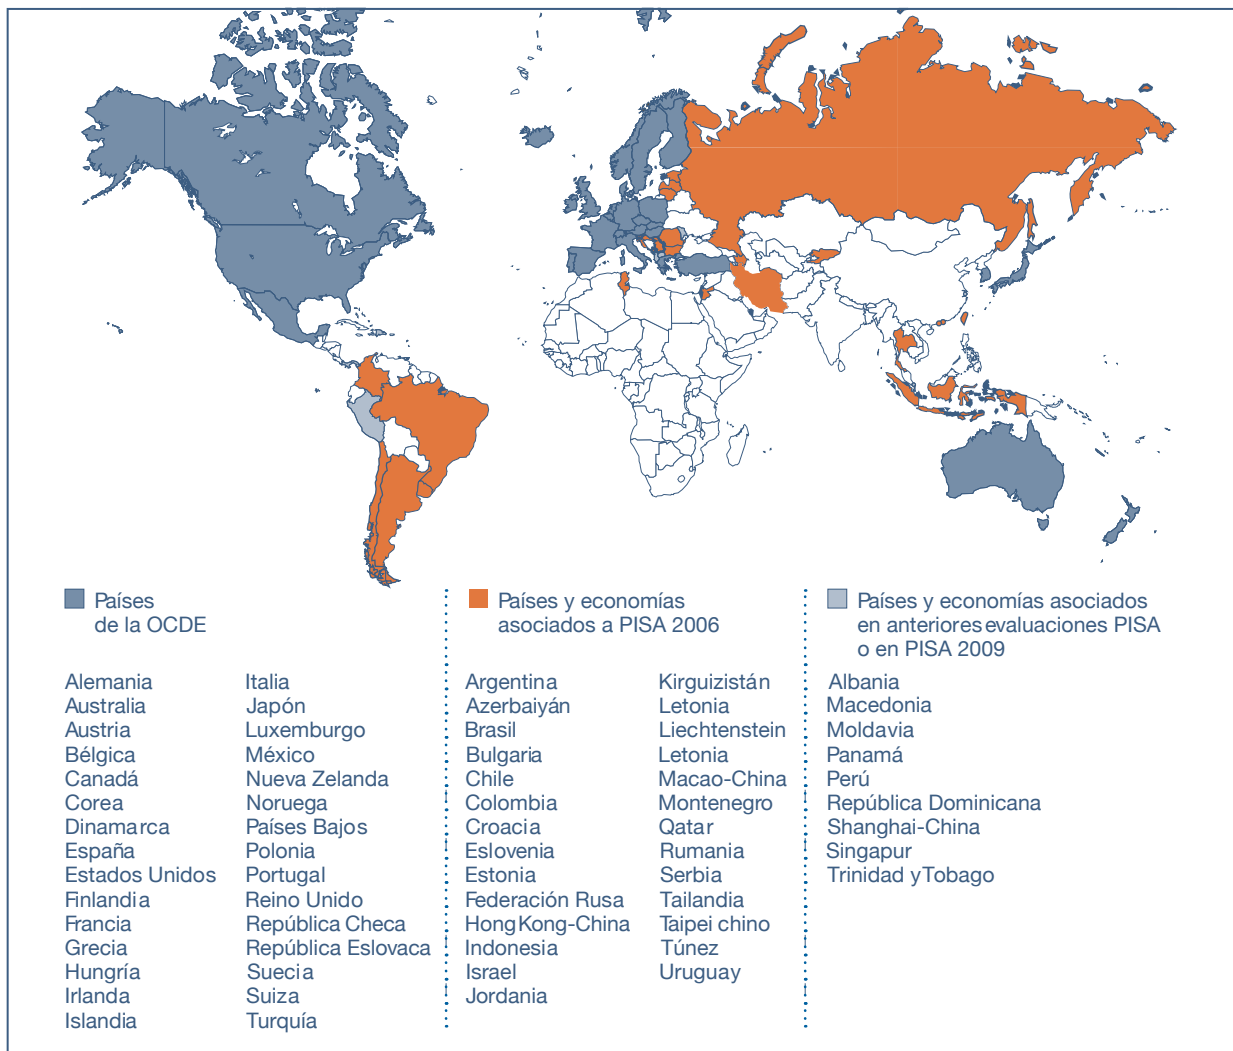 Países
de la OCDE
Alemania
Australia
Austria
Bélgica
Canadá
Corea
Dinamarca
España
Estados Unidos
Finlandia
Francia
Grecia
Hungría
Irlanda
Islandia
Italia
Japón
Luxemburgo
México
Nueva Zelanda
Noruega
Países Bajos
Polonia
Portugal
Reino Unido
República Checa
República Eslovaca
Suecia
Suiza
Turquía
Países y economías
asociados a PISA 2006
Argentina
Azerbaiyán
Brasil
Bulgaria
Chile
Colombia
Croacia
Eslovenia
Estonia
Federación Rusa
Hong Kong-China
Indonesia
Israel
Jordania
Kirguizistán
Letonia
Liechtenstein
Letonia
Macao-China
Montenegro
Qatar
Rumania
Serbia
Tailandia
Taipei chino
Túnez
Uruguay
Países y economías asociados
en anteriores evaluaciones PISA
o en PISA 2009
Albania
Macedonia
Moldavia
Panamá
Perú
República Dominicana
Shanghai-China
Singapur
Trinidad y Tobago